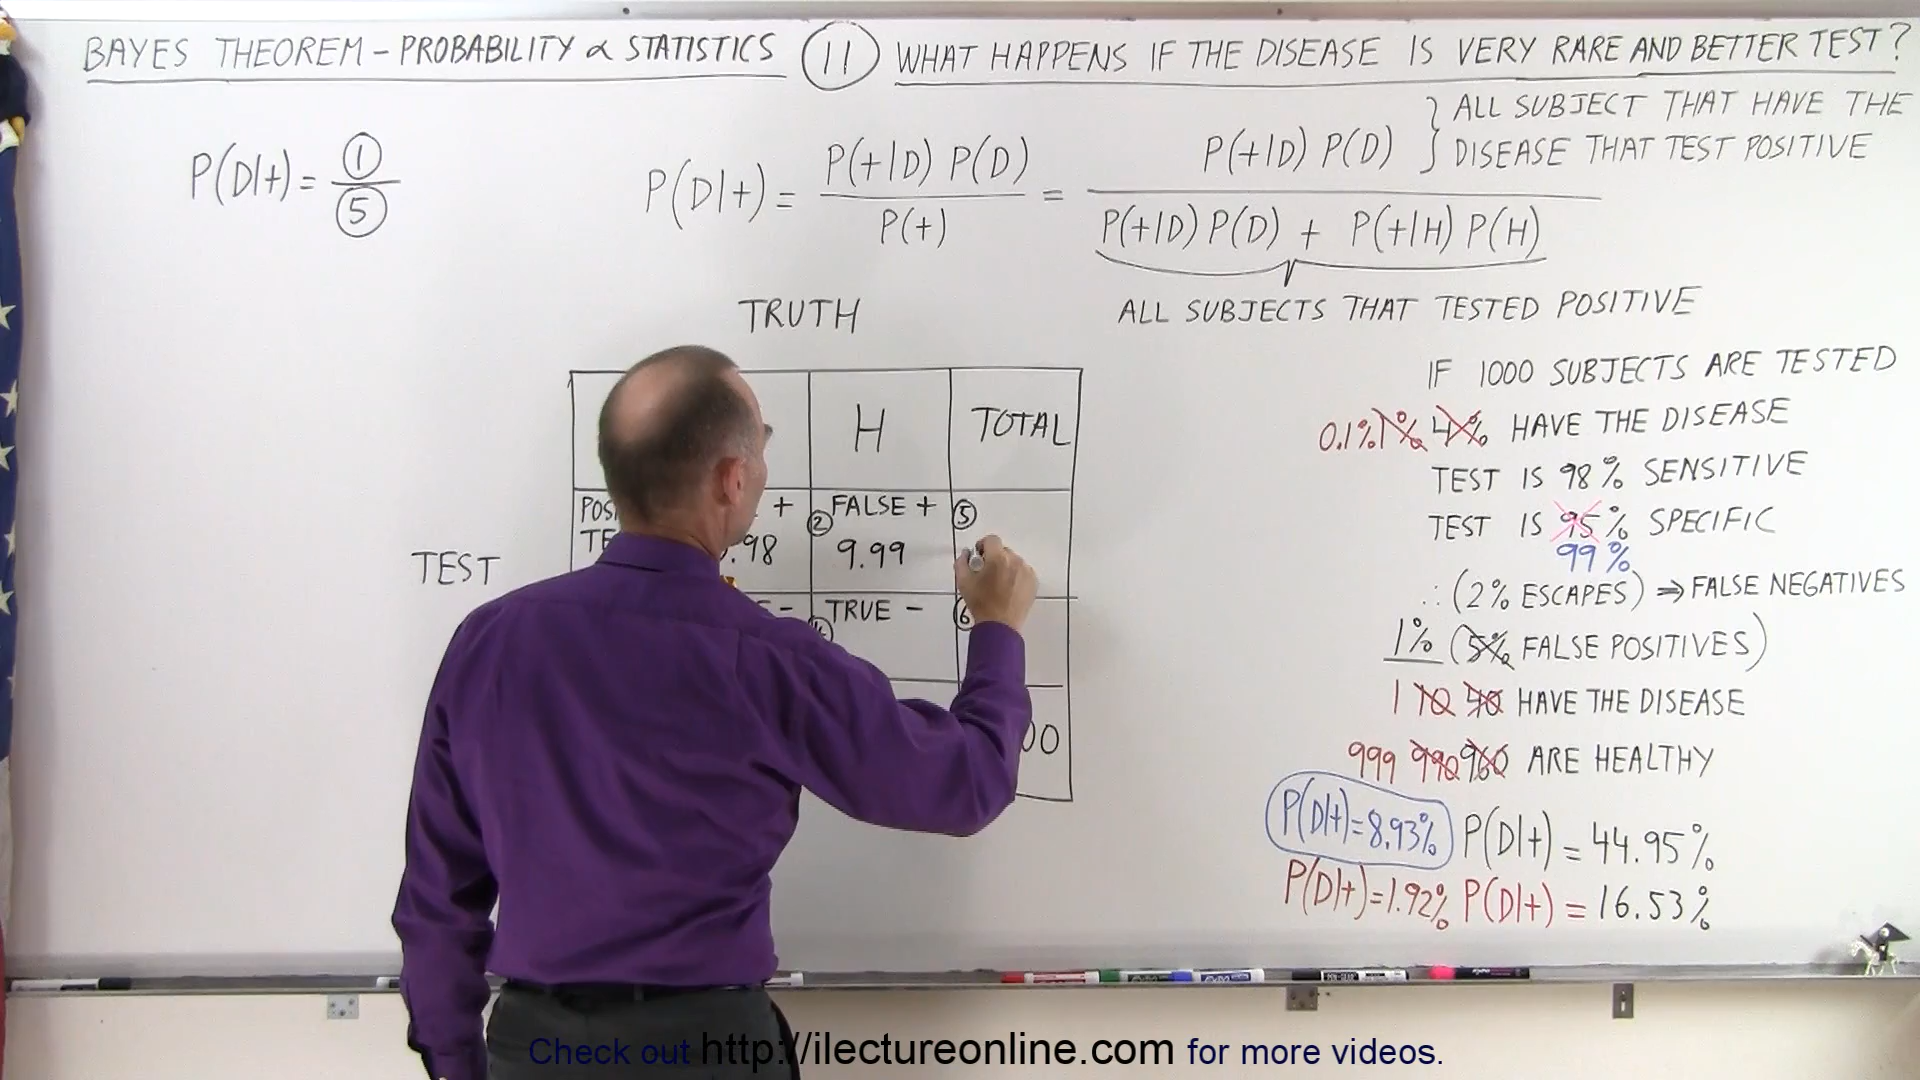 BAYES THEOREM – PROBABILITY & STATISTICS 11 WHAT HAPPENS IF THE DISEASE IS VERY RARE AND BETTER TEST?
P(D|+) = 1/5
P(D|+) = P(+|D) P(D) / P(+) = P(+|D) P(D) / P(+|D) P(D) + P(+|H) P(H)
} ALL SUBJECT THAT HAVE THE
DISEASE THAT TEST POSITIVE
ALL SUBJECTS THAT TESTED POSITIVE
TRUTH
H TOTAL
+ 2 FALSE + 5
.98 9.99
TEST
– TRUE – 6
IF 1000 SUBJECTS ARE TESTED
0.1% 1% 4% HAVE THE DISEASE
TEST IS 98% SENSITIVE
TEST IS 95% SPECIFIC
99%
∴ (2% ESCAPES) ⇒ FALSE NEGATIVES
1% (5% FALSE POSITIVES)
1 10 40 HAVE THE DISEASE
999 990 960 ARE HEALTHY
P(D|+) = 8.93% P(D|+) = 44.95%
P(D|+) = 1.92% P(D|+) = 16.53%
Check out http://ilectureonline.com for more videos.